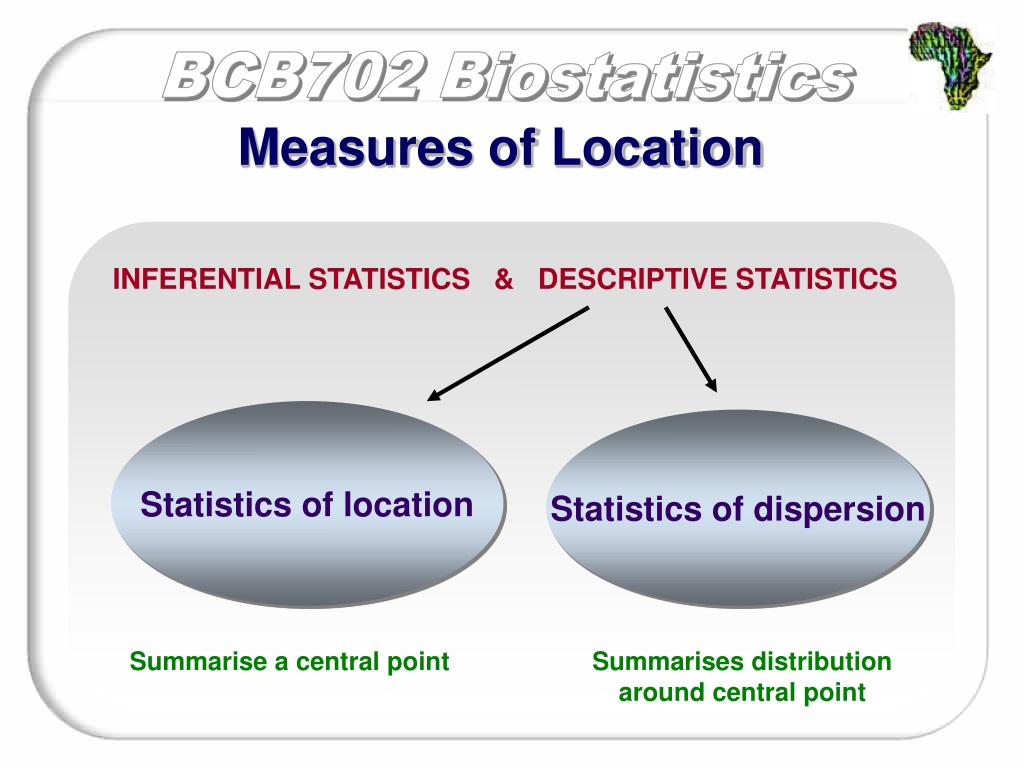 BCB702 Biostatistics
Measures of Location
INFERENTIAL STATISTICS & DESCRIPTIVE STATISTICS
Statistics of location
Statistics of dispersion
Summarise a central point
Summarises distribution
around central point